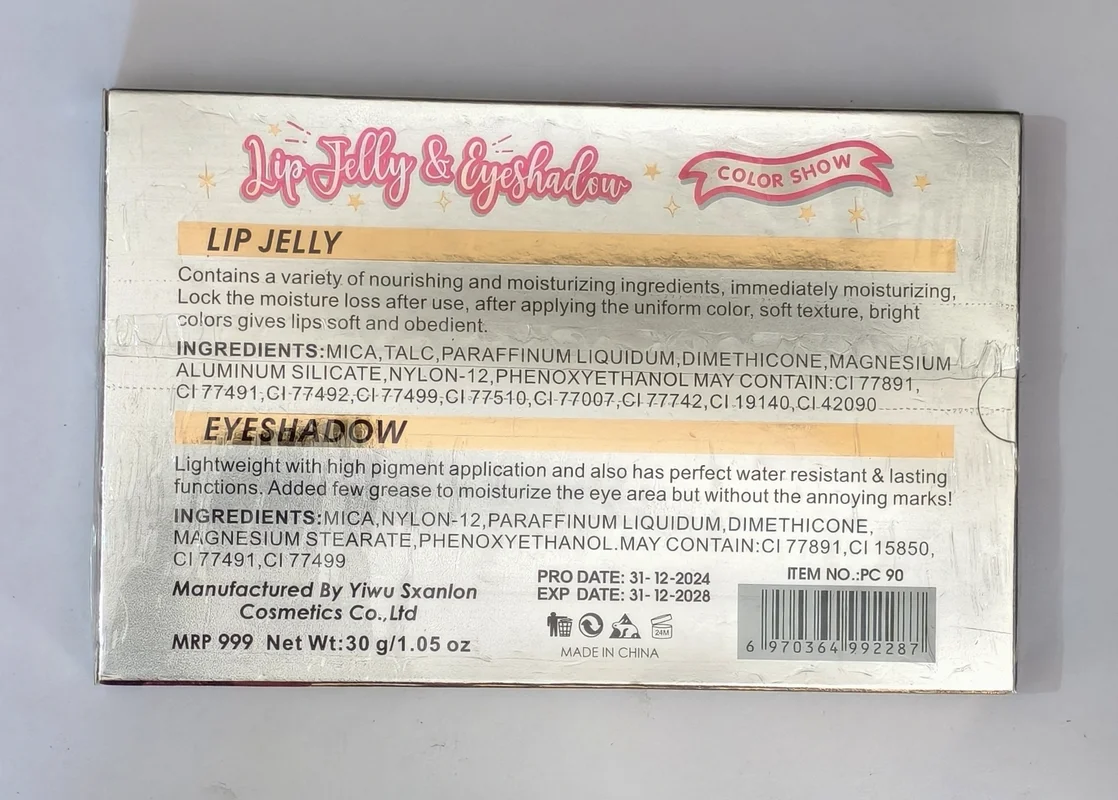 Lip Jelly & Eyeshadow
COLOR SHOW
LIP JELLY
Contains a variety of nourishing and moisturizing ingredients, immediately moisturizing,
Lock the moisture loss after use, after applying the uniform color, soft texture, bright
colors gives lips soft and obedient.
INGREDIENTS:MICA,TALC,PARAFFINUM LIQUIDUM,DIMETHICONE,MAGNESIUM
ALUMINUM SILICATE,NYLON-12,PHENOXYETHANOL MAY CONTAIN:CI 77891,
CI 77491,CI 77492,CI 77499,CI 77510,CI 77007,CI 77742,CI 19140,CI 42090
EYESHADOW
Lightweight with high pigment application and also has perfect water resistant & lasting
functions. Added few grease to moisturize the eye area but without the annoying marks!
INGREDIENTS:MICA,NYLON-12,PARAFFINUM LIQUIDUM,DIMETHICONE,
MAGNESIUM STEARATE,PHENOXYETHANOL.MAY CONTAIN:CI 77891,CI 15850,
CI 77491,CI 77499
Manufactured By Yiwu Sxanlon
Cosmetics Co.,Ltd
MRP 999 Net Wt:30 g/1.05 oz
PRO DATE: 31-12-2024
EXP DATE: 31-12-2028
24M
MADE IN CHINA
ITEM NO.:PC 90
6 970364 992287